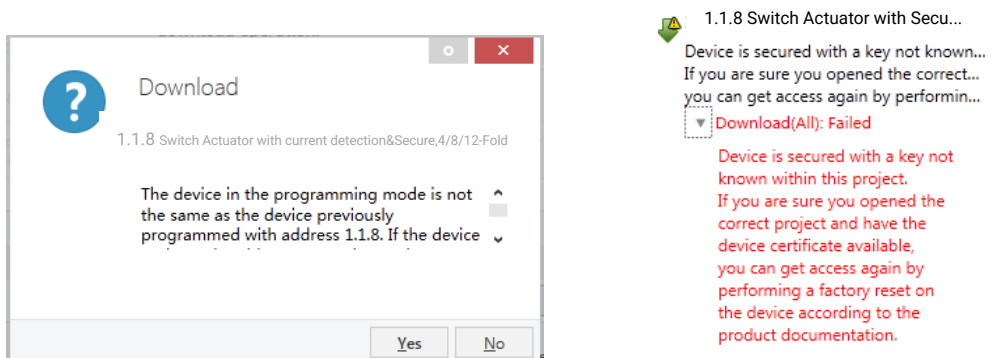 Download
1.1.8 Switch Actuator with current detection&Secure,4/8/12-Fold
The device in the programming mode is not
the same as the device previously
programmed with address 1.1.8. If the device
Yes
No
1.1.8 Switch Actuator with Secu...
Device is secured with a key not known...
If you are sure you opened the correct...
you can get access again by performin...
Download(All): Failed
Device is secured with a key not
known within this project.
If you are sure you opened the
correct project and have the
device certificate available,
you can get access again by
performing a factory reset on
the device according to the
product documentation.